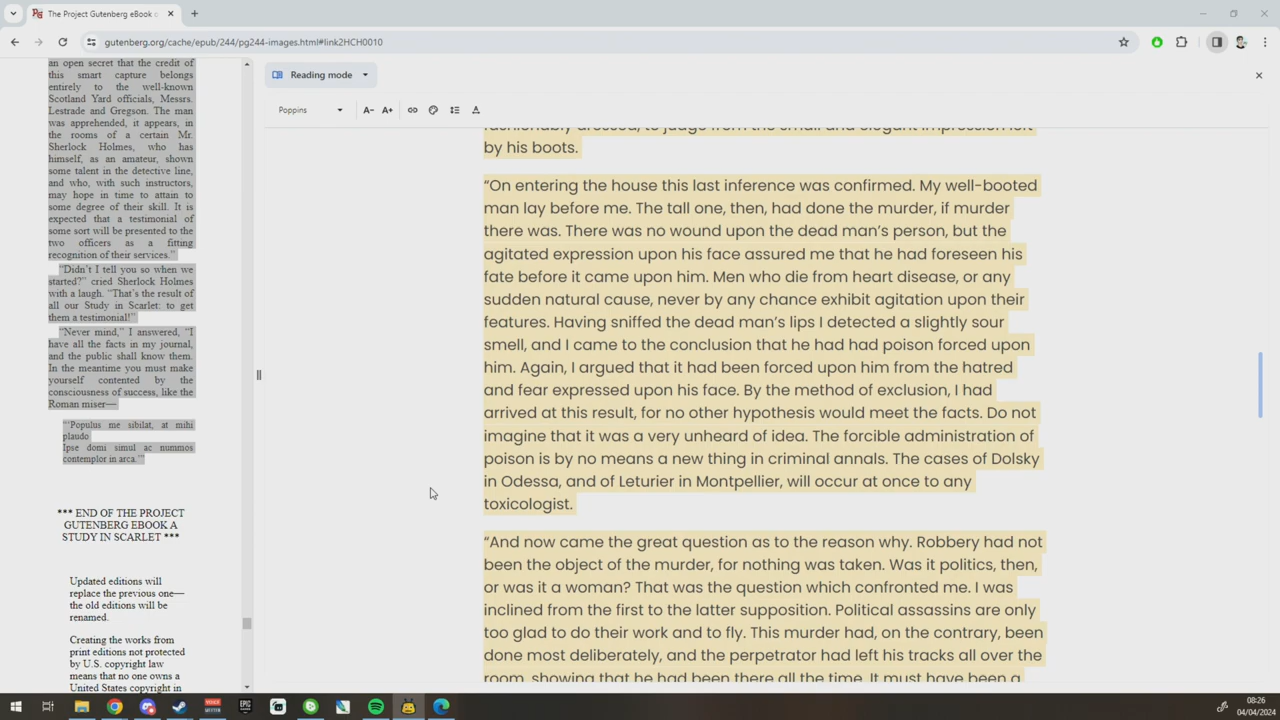 The Project Gutenberg eBook o
gutenberg.org/cache/epub/244/pg244-images.html#link2HCH0010
an open secret that the credit of
this smart capture belongs
entirely to the well-known
Scotland Yard officials, Messrs.
Lestrade and Gregson. The man
was apprehended, it appears, in
the rooms of a certain Mr.
Sherlock Holmes, who has
himself, as an amateur, shown
some talent in the detective line,
and who, with such instructors,
may hope in time to attain to
some degree of their skill. It is
expected that a testimonial of
some sort will be presented to the
two officers as a fitting
recognition of their services.”
“Didn’t I tell you so when we
started?” cried Sherlock Holmes
with a laugh. “That’s the result of
all our Study in Scarlet: to get
them a testimonial!”
“Never mind,” I answered, “I
have all the facts in my journal,
and the public shall know them.
In the meantime you must make
yourself contented by the
consciousness of success, like the
Roman miser—
“‘Populus me sibilat, at mihi
plaudo
Ipse domi simul ac nummos
contemplor in arca.’”
*** END OF THE PROJECT
GUTENBERG EBOOK A
STUDY IN SCARLET ***
Updated editions will
replace the previous one—
the old editions will be
renamed.
Creating the works from
print editions not protected
by U.S. copyright law
means that no one owns a
United States copyright in
Reading mode
Poppins
A- A+
fashionably dressed, to judge from the small and elegant impression left
by his boots.
“On entering the house this last inference was confirmed. My well-booted
man lay before me. The tall one, then, had done the murder, if murder
there was. There was no wound upon the dead man’s person, but the
agitated expression upon his face assured me that he had foreseen his
fate before it came upon him. Men who die from heart disease, or any
sudden natural cause, never by any chance exhibit agitation upon their
features. Having sniffed the dead man’s lips I detected a slightly sour
smell, and I came to the conclusion that he had had poison forced upon
him. Again, I argued that it had been forced upon him from the hatred
and fear expressed upon his face. By the method of exclusion, I had
arrived at this result, for no other hypothesis would meet the facts. Do not
imagine that it was a very unheard of idea. The forcible administration of
poison is by no means a new thing in criminal annals. The cases of Dolsky
in Odessa, and of Leturier in Montpellier, will occur at once to any
toxicologist.
“And now came the great question as to the reason why. Robbery had not
been the object of the murder, for nothing was taken. Was it politics, then,
or was it a woman? That was the question which confronted me. I was
inclined from the first to the latter supposition. Political assassins are only
too glad to do their work and to fly. This murder had, on the contrary, been
done most deliberately, and the perpetrator had left his tracks all over the
room, showing that he had been there all the time. It must have been a
08:26
04/04/2024